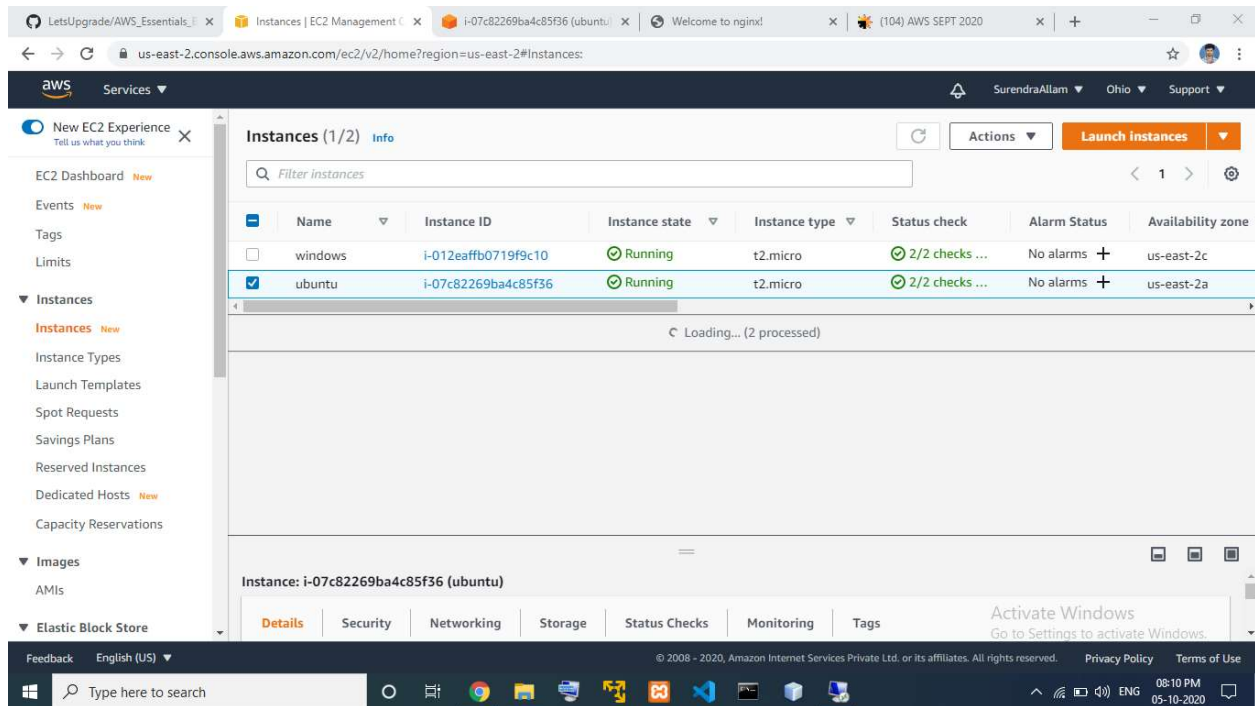 LetsUpgrade/AWS_Essentials_E
Instances | EC2 Management C
i-07c82269ba4c85f36 (ubuntu)
Welcome to nginx!
(104) AWS SEPT 2020
us-east-2.console.aws.amazon.com/ec2/v2/home?region=us-east-2#Instances:
aws Services SurendraAllam Ohio Support
New EC2 Experience
Tell us what you think
EC2 Dashboard New
Events New
Tags
Limits
Instances
Instances New
Instance Types
Launch Templates
Spot Requests
Savings Plans
Reserved Instances
Dedicated Hosts New
Capacity Reservations
Images
AMIs
Elastic Block Store
Instances (1/2) Info Actions Launch instances
Filter instances
1
Name Instance ID Instance state Instance type Status check Alarm Status Availability zone
windows i-012eaffb0719f9c10 Running t2.micro 2/2 checks ... No alarms + us-east-2c
ubuntu i-07c82269ba4c85f36 Running t2.micro 2/2 checks ... No alarms + us-east-2a
Loading... (2 processed)
Instance: i-07c82269ba4c85f36 (ubuntu)
Details Security Networking Storage Status Checks Monitoring Tags
Activate Windows
Go to Settings to activate Windows.
Feedback English (US) © 2008 - 2020, Amazon Internet Services Private Ltd. or its affiliates. All rights reserved. Privacy Policy Terms of Use
Type here to search
ENG
08:10 PM
05-10-2020